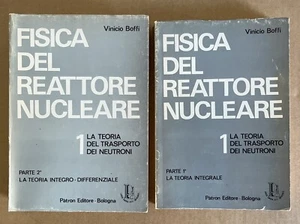 Vinicio Boffi
FISICA
DEL
REATTORE
NUCLEARE
1
LA TEORIA
DEL TRASPORTO
DEI NEUTRONI
PARTE 2ª
LA TEORIA INTEGRO-DIFFERENZIALE
Patron Editore - Bologna
Vinicio Boffi
FISICA
DEL
REATTORE
NUCLEARE
1
LA TEORIA
DEL TRASPORTO
DEI NEUTRONI
PARTE 1ª
LA TEORIA INTEGRALE
Patron Editore - Bologna